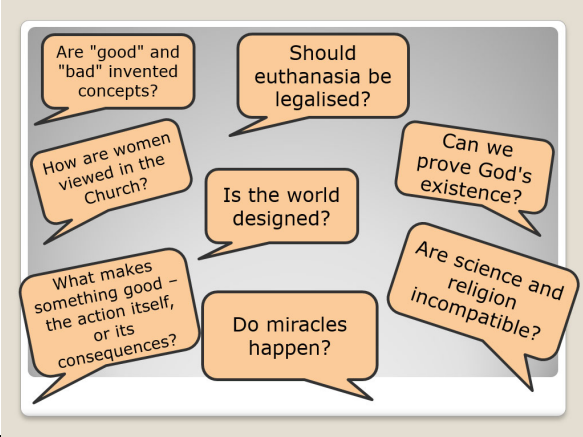 Are "good" and
"bad" invented
concepts?
Should
euthanasia be
legalised?
How are women
viewed in the
Church?
Is the world
designed?
Can we
prove God's
existence?
What makes
something good –
the action itself,
or its
consequences?
Do miracles
happen?
Are science and
religion
incompatible?